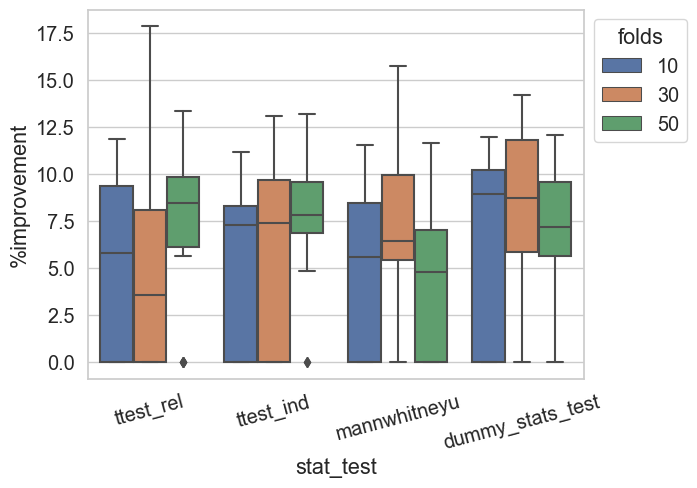 %improvement
17.5
15.0
12.5
10.0
7.5
5.0
2.5
0.0
ttest_rel
ttest_ind
mannwhitneyu
dummy_stats_test
stat_test
folds
10
30
50